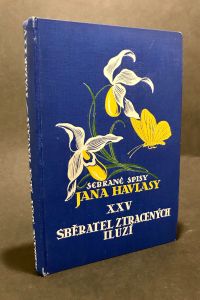 SEBRANÉ SPISY
JANA HAVLASY
XXV
SBĚRATEL ZTRACENÝCH
ILUZÍ